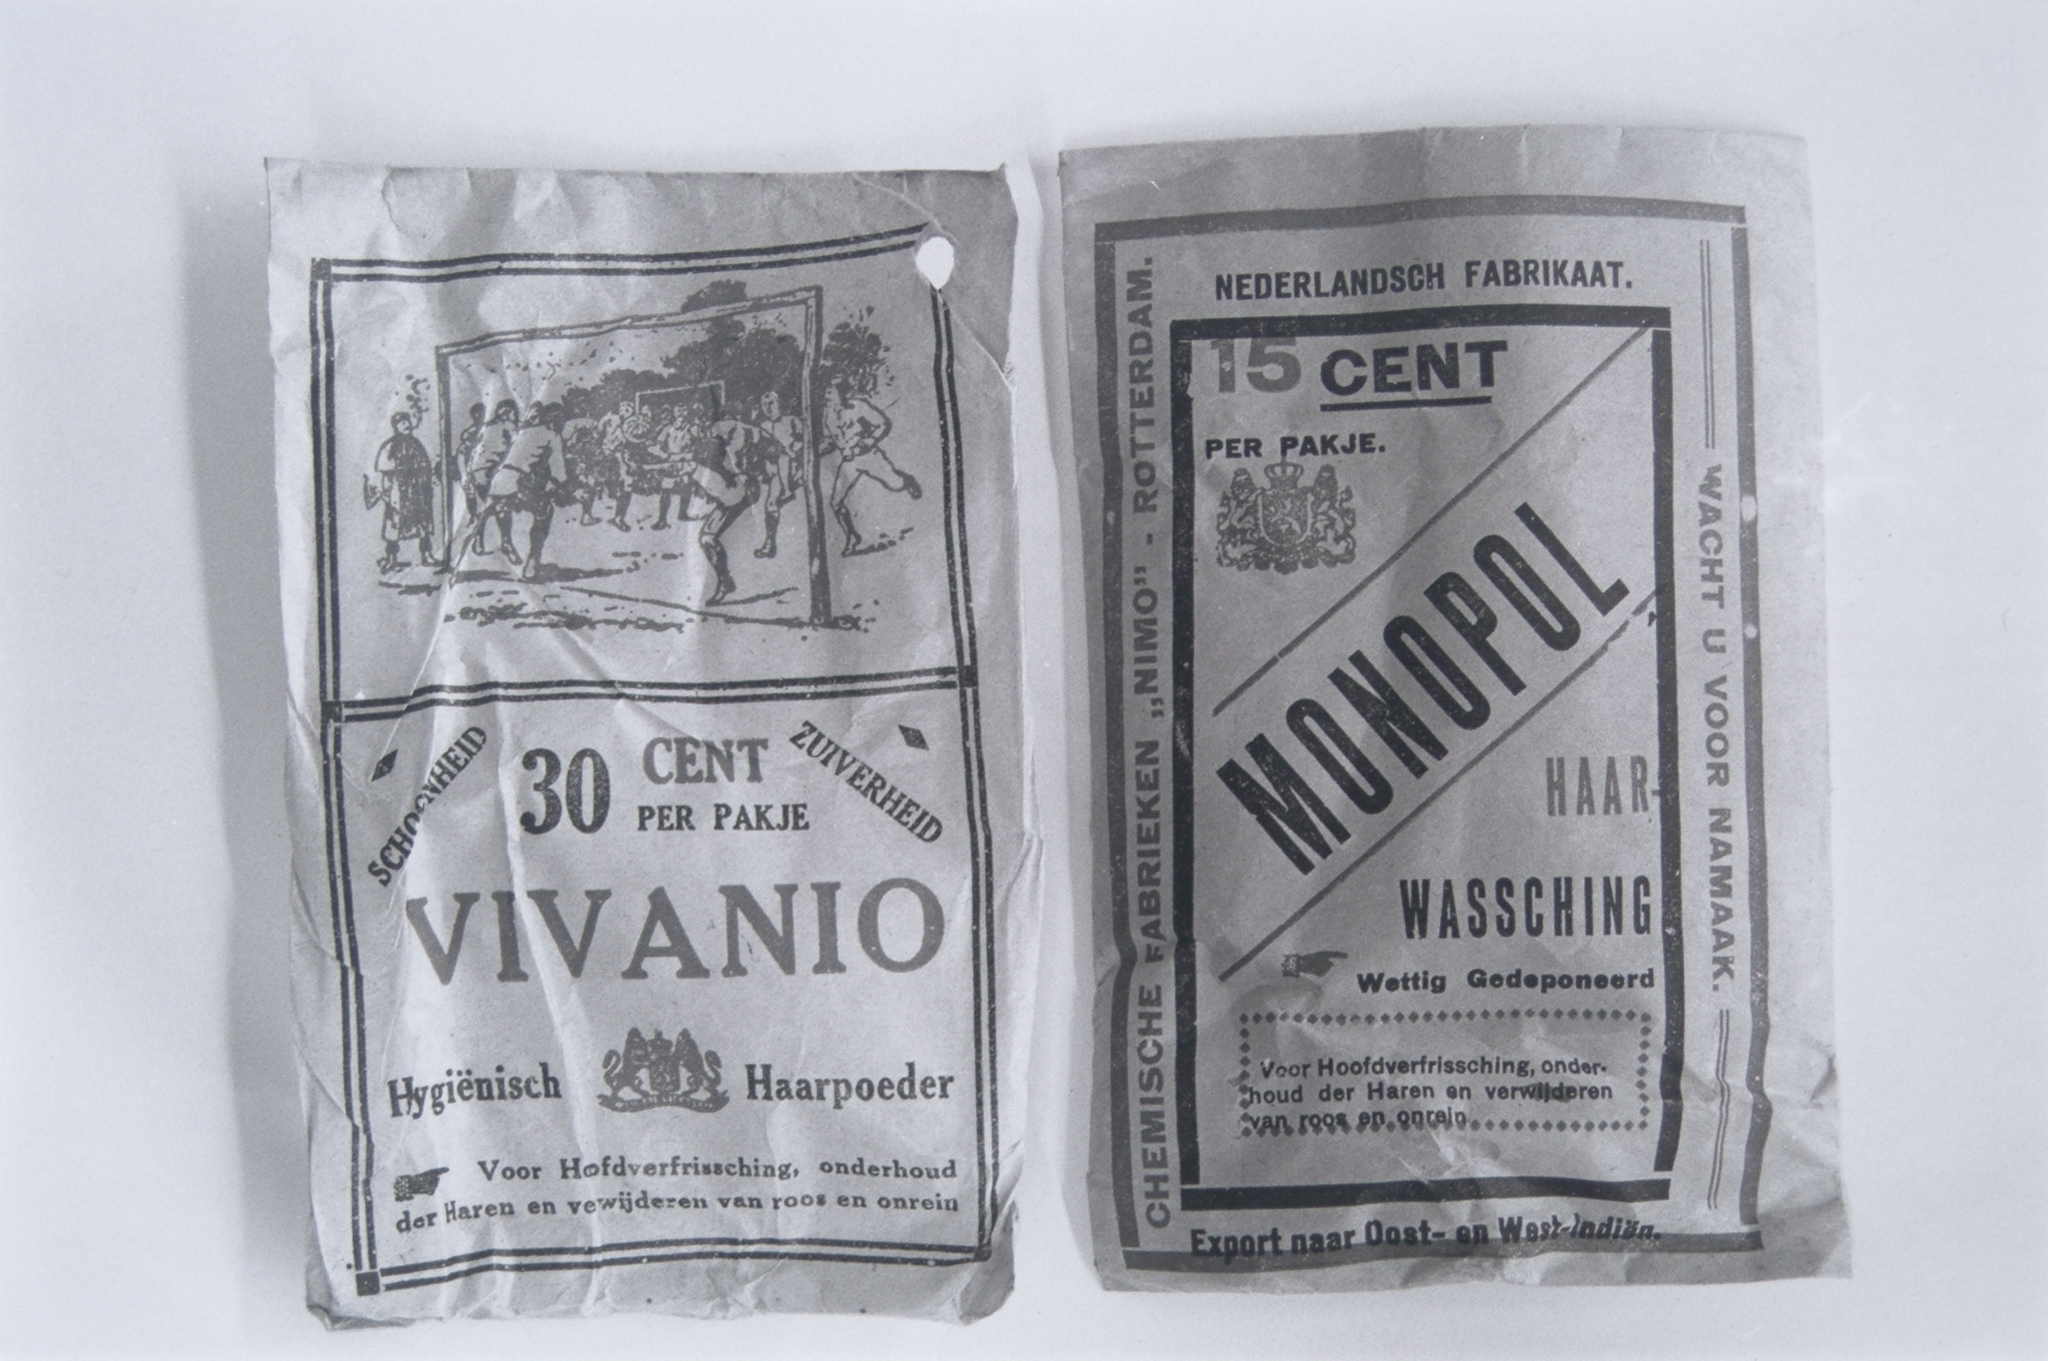 SCHOONHEID
30 CENT
PER PAKJE
ZUIVERHEID
VIVANIO
Hygiënisch Haarpoeder
Voor Hofdverfrissching, onderhoud
der Haren en vewijderen van roos en onrein
CHEMISCHE FABRIEKEN „NIMO" - ROTTERDAM.
NEDERLANDSCH FABRIKAAT.
15 CENT
PER PAKJE.
MONOPOL
HAAR-
WASSCHING
Wettig Gedeponeerd
Voor Hoofdverfrissching, onder-
houd der Haren en verwijderen
van roos en onrein.
WACHT U VOOR NAMAAK.
Export naar Oost- en West-Indiën.